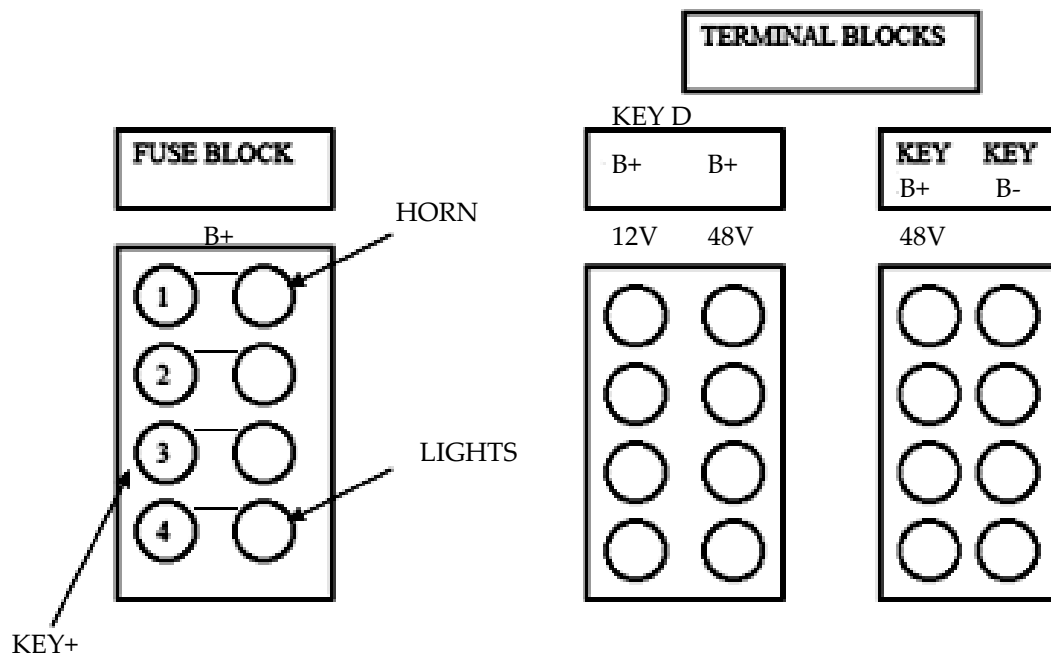 TERMINAL BLOCKS
KEY D
FUSE BLOCK
B+ B+
KEY KEY
B+ B-
HORN
B+
12V 48V
48V
1
2
3
LIGHTS
4
KEY+